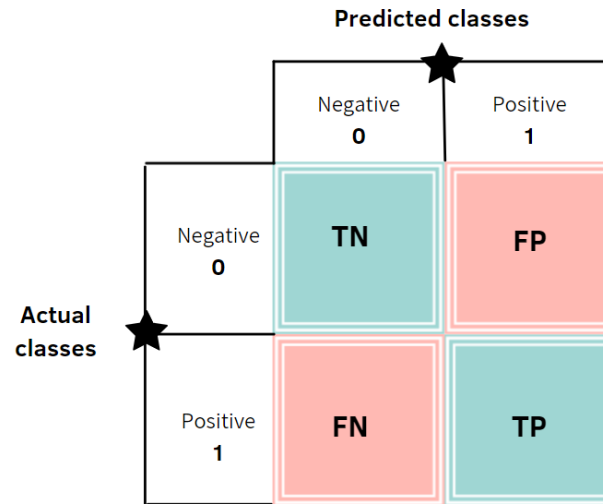 Predicted classes
Negative
0
Positive
1
Negative
0
TN
FP
Actual
classes
Positive
1
FN
TP